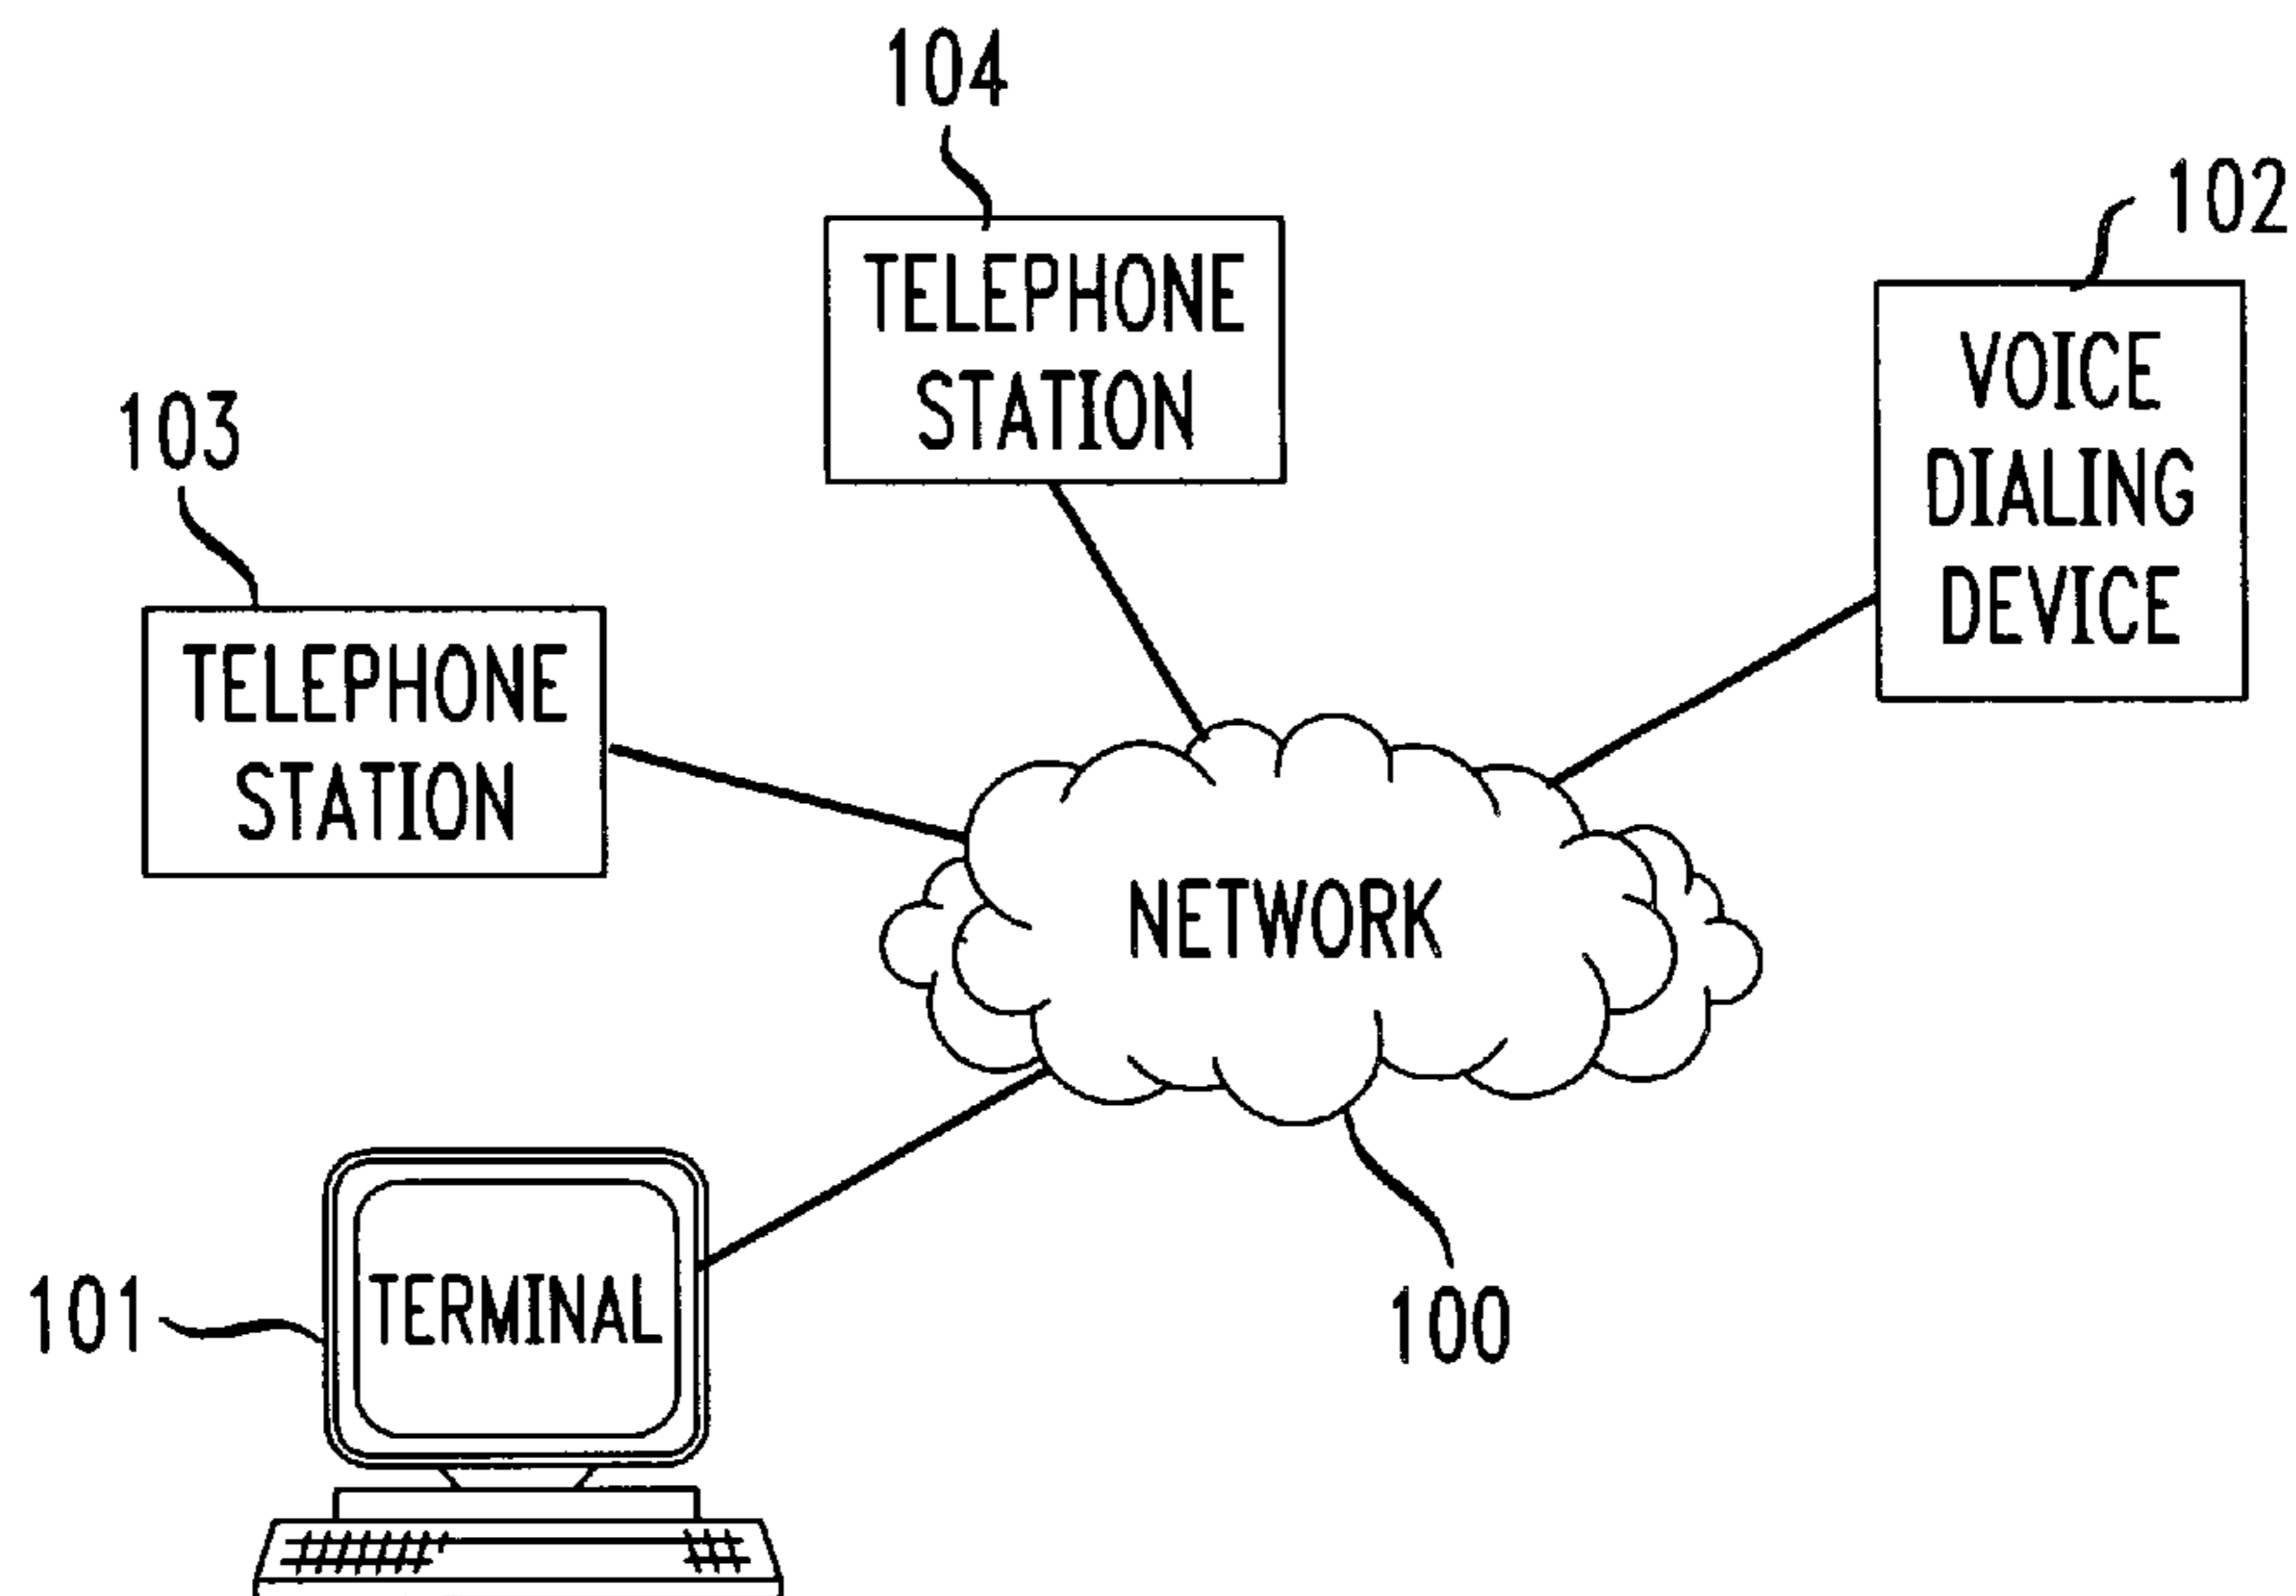 104
102
TELEPHONE
STATION
VOICE
DIALING
DEVICE
103
TELEPHONE
STATION
NETWORK
101
TERMINAL
100